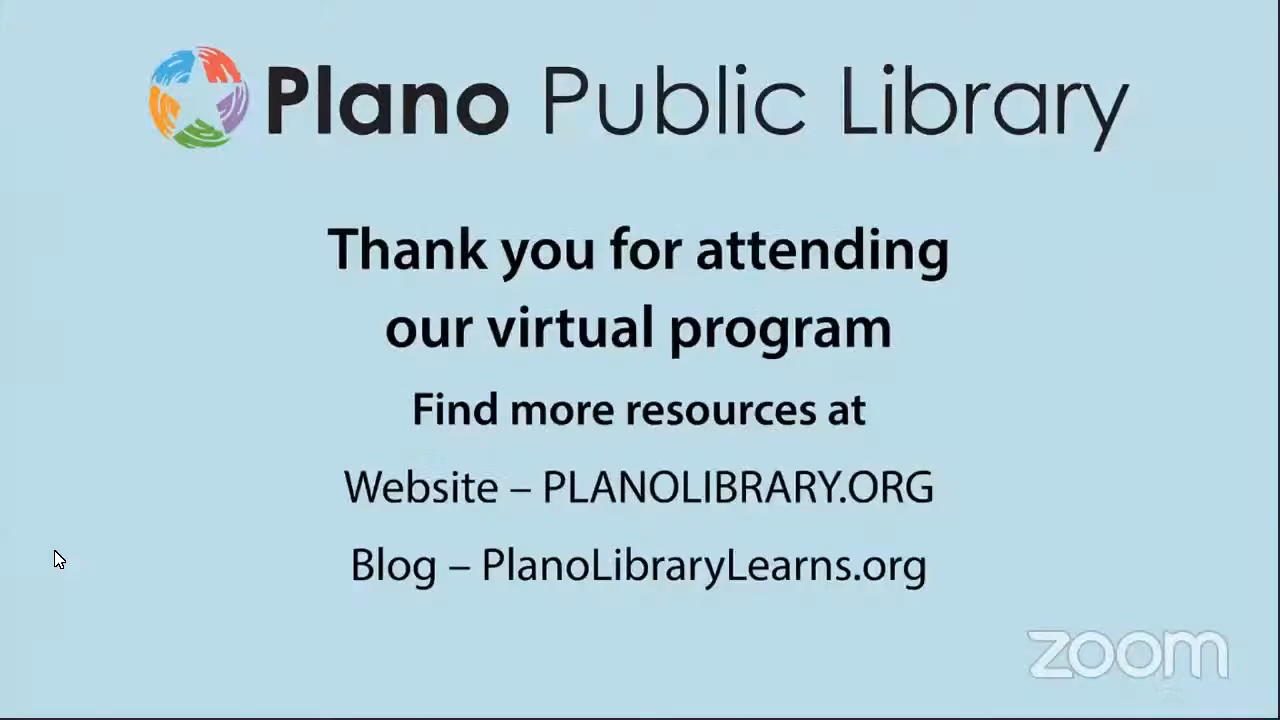 Plano Public Library
Thank you for attending
our virtual program
Find more resources at
Website – PLANOLIBRARY.ORG
Blog – PlanoLibraryLearns.org
zoom